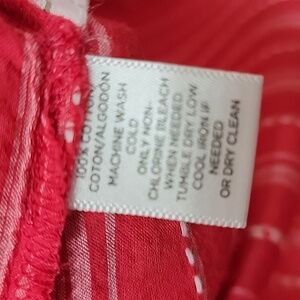 100% COTTON/
COTON/ALGODON
MACHINE WASH
COLD
ONLY NON-
CHLORINE BLEACH
WHEN NEEDED
TUMBLE DRY LOW
COOL IRON IF
NEEDED
OR DRY CLEAN